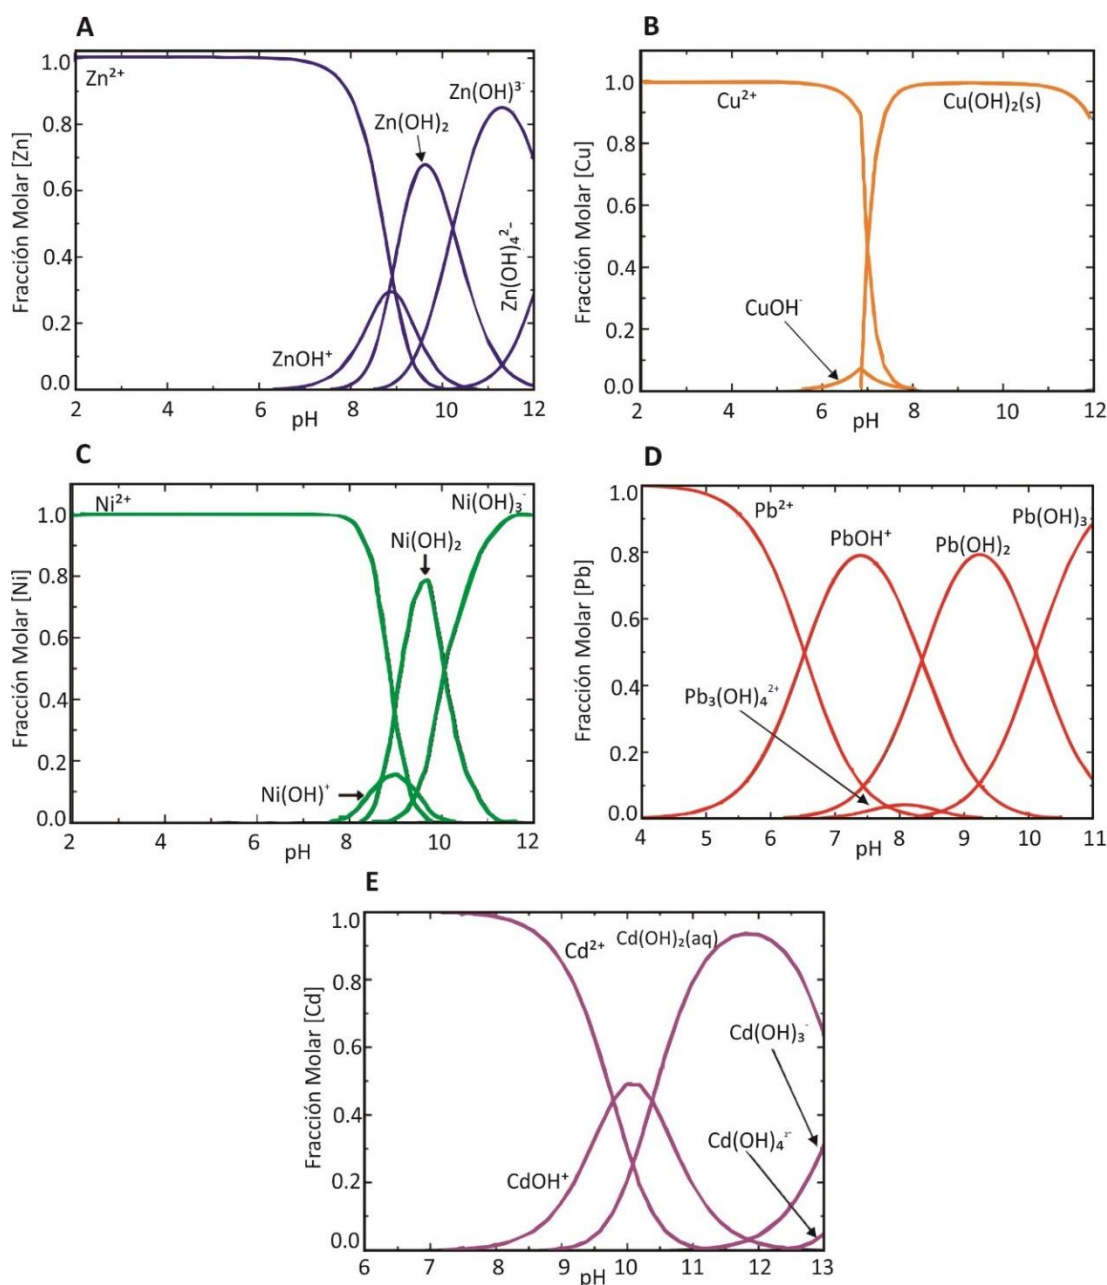 A
Fracción Molar [Zn]
1.0
0.8
0.6
0.4
0.2
0.0
Zn²⁺
ZnOH⁺
Zn(OH)₂
Zn(OH)³⁻
Zn(OH)₄²⁻
2 4 6 8 10 12
pH
B
Fracción Molar [Cu]
1.0
0.8
0.6
0.4
0.2
0.0
Cu²⁺
Cu(OH)₂(s)
CuOH⁻
2 4 6 8 10 12
pH
C
Fracción Molar [Ni]
1.0
0.8
0.6
0.4
0.2
0.0
Ni²⁺
Ni(OH)₃⁻
Ni(OH)₂
Ni(OH)⁺
2 4 6 8 10 12
pH
D
Fracción Molar [Pb]
1.0
0.8
0.6
0.4
0.2
0.0
Pb²⁺
PbOH⁺
Pb(OH)₂
Pb(OH)₃
Pb₃(OH)₄²⁺
4 5 6 7 8 9 10 11
pH
E
Fracción Molar [Cd]
1.0
0.8
0.6
0.4
0.2
0.0
Cd²⁺
Cd(OH)₂(aq)
Cd(OH)₃⁻
Cd(OH)₄²⁻
CdOH⁺
6 7 8 9 10 11 12 13
pH